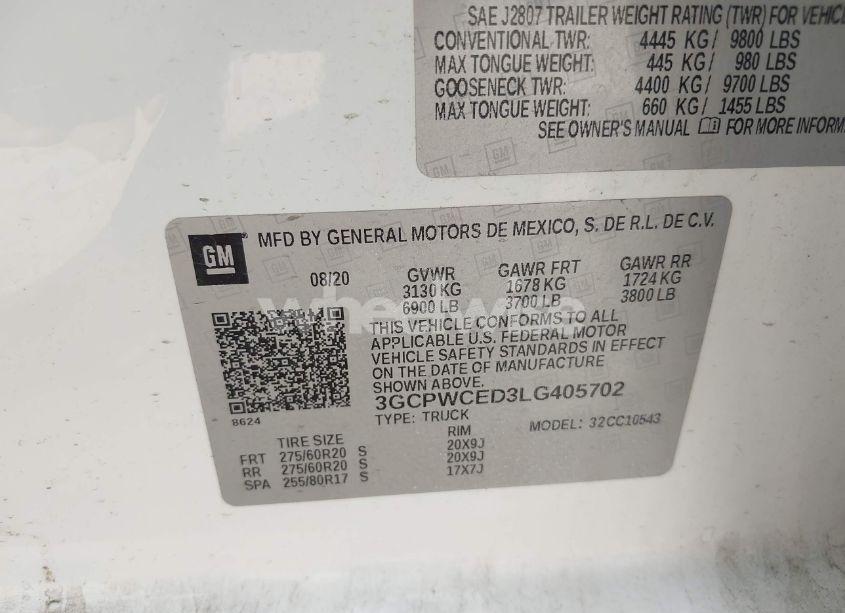 SAE J2807 TRAILER WEIGHT RATING (TWR) FOR VEHICLE
CONVENTIONAL TWR: 4445 KG/ 9800 LBS
MAX TONGUE WEIGHT: 445 KG/ 980 LBS
GOOSENECK TWR: 4400 KG/ 9700 LBS
MAX TONGUE WEIGHT: 660 KG/ 1455 LBS
SEE OWNER'S MANUAL FOR MORE INFORM
GM MFD BY GENERAL MOTORS DE MEXICO, S. DE R.L. DE C.V.
08/20 GVWR GAWR FRT GAWR RR
3130 KG 1678 KG 1724 KG
6900 LB 3700 LB 3800 LB
THIS VEHICLE CONFORMS TO ALL
APPLICABLE U.S. FEDERAL MOTOR
VEHICLE SAFETY STANDARDS IN EFFECT
ON THE DATE OF MANUFACTURE
SHOWN ABOVE.
3GCPWCED3LG405702
8624 TYPE: TRUCK MODEL: 32CC10543
TIRE SIZE RIM
FRT 275/60R20 S 20X9J
RR 275/60R20 S 20X9J
SPA 255/80R17 S 17X7J